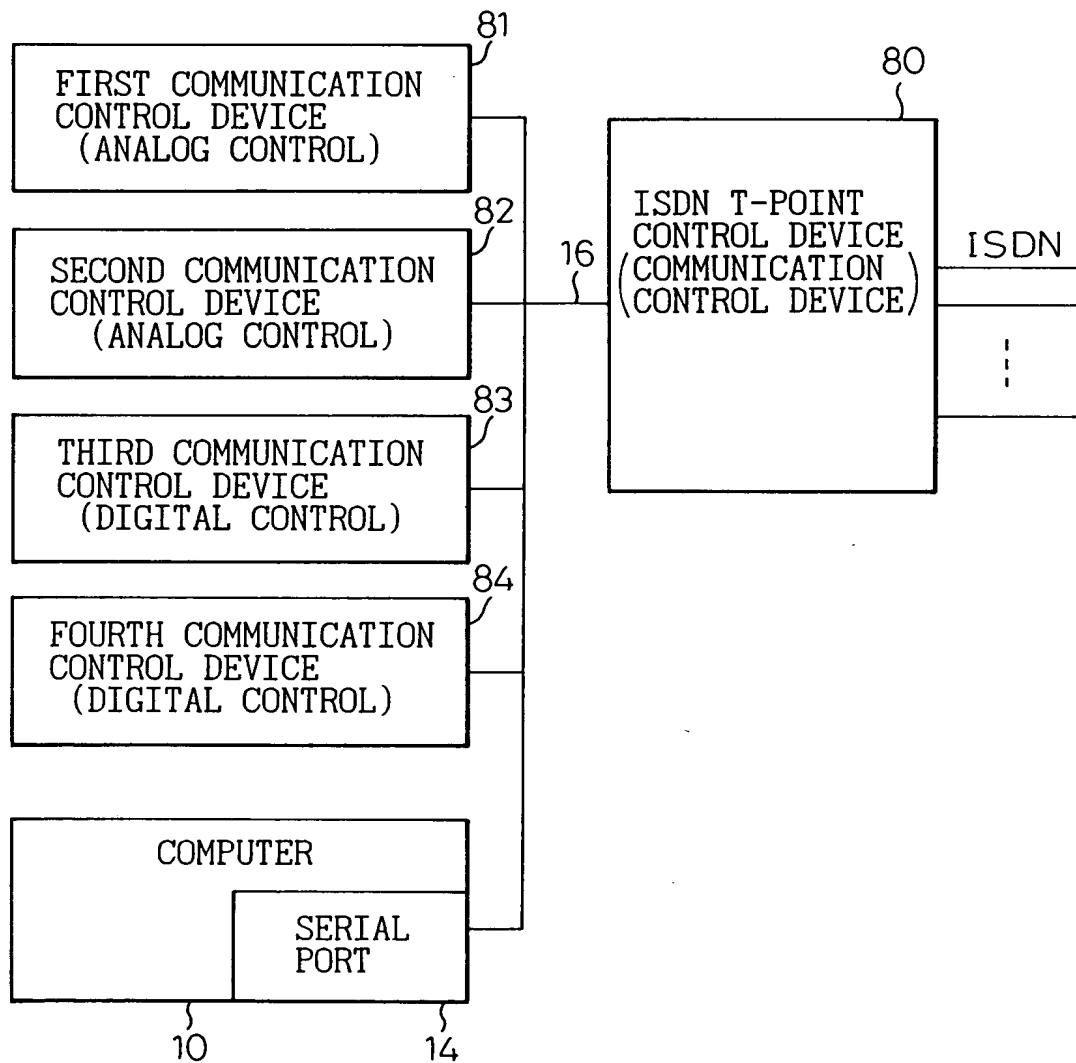 81
FIRST COMMUNICATION
CONTROL DEVICE
(ANALOG CONTROL)
82
SECOND COMMUNICATION
CONTROL DEVICE
(ANALOG CONTROL)
83
THIRD COMMUNICATION
CONTROL DEVICE
(DIGITAL CONTROL)
84
FOURTH COMMUNICATION
CONTROL DEVICE
(DIGITAL CONTROL)
COMPUTER
SERIAL
PORT
10
14
16
80
ISDN T-POINT
CONTROL DEVICE
(COMMUNICATION
CONTROL DEVICE)
ISDN